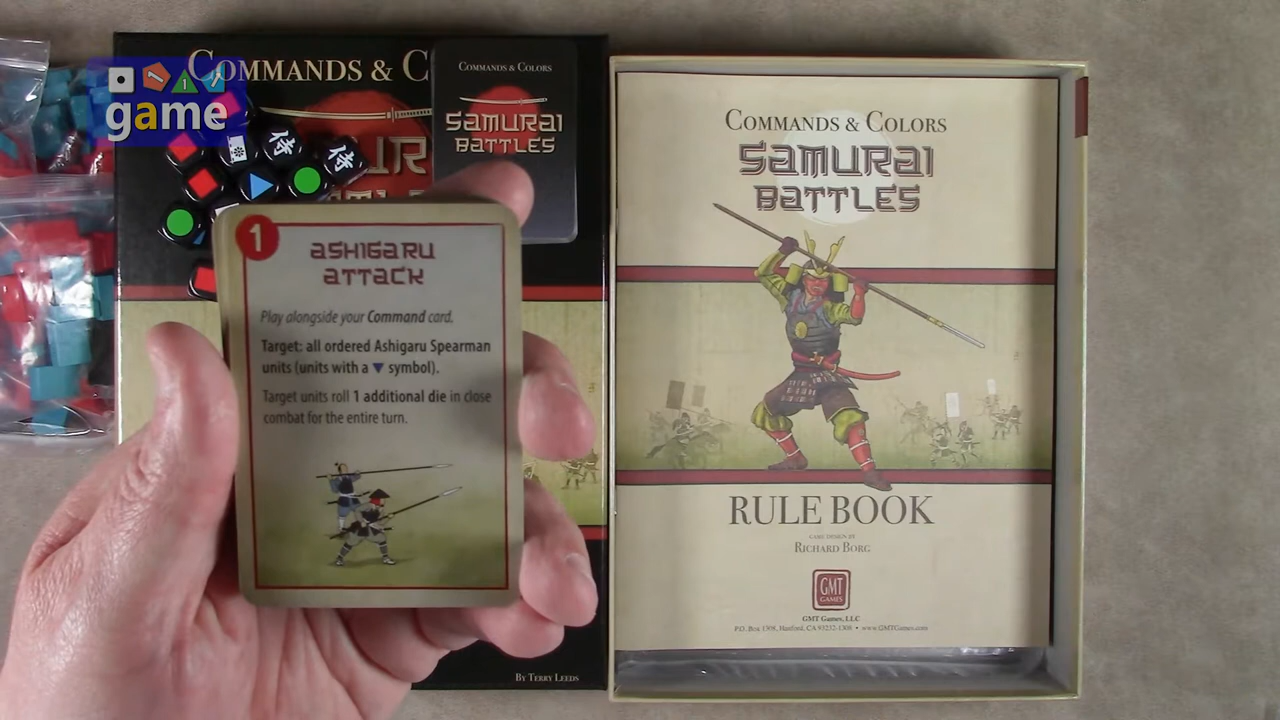 game
COMMANDS & C
UR
COMMANDS & COLORS
SAMURAI
BATTLES
侍
侍
1
ASHIGARU
ATTACK
Play alongside your Command card.
Target: all ordered Ashigaru Spearman
units (units with a ▼ symbol).
Target units roll 1 additional die in close
combat for the entire turn.
BY TERRY LEEDS
COMMANDS & COLORS
SAMURAI
BATTLES
RULE BOOK
GAME DESIGN BY
RICHARD BORG
GMT
GAMES
GMT Games, LLC
P.O. Box 1308, Hanford, CA 93232-1308 • www.GMTGames.com